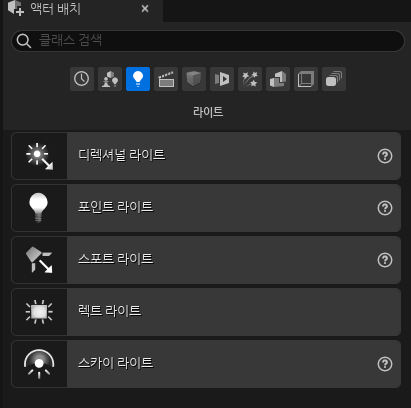 액터 배치
클래스 검색
라이트
디렉셔널 라이트
포인트 라이트
스포트 라이트
렉트 라이트
스카이 라이트